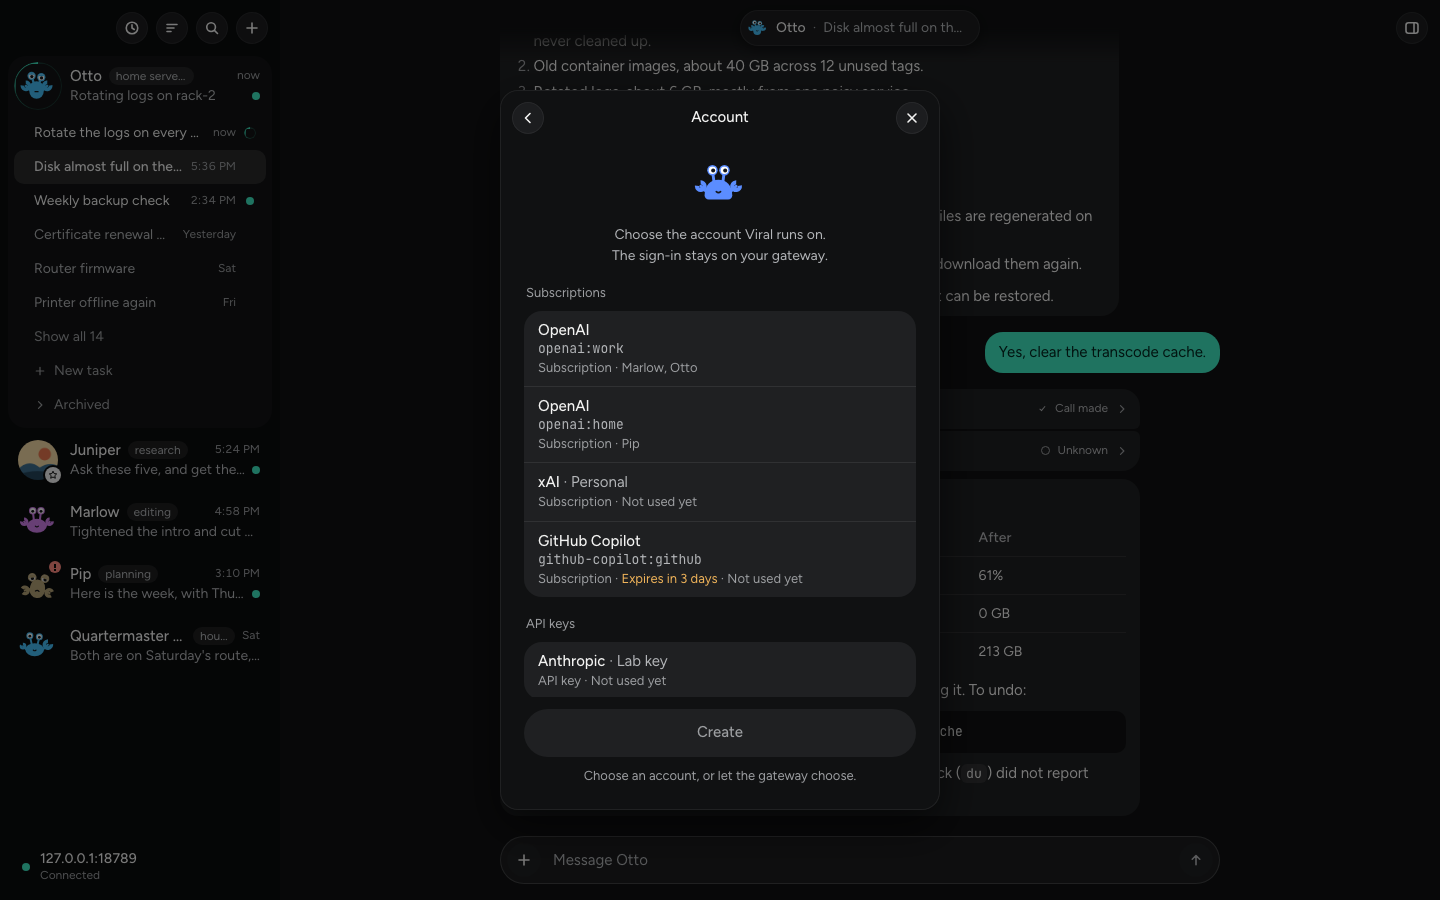 Otto · Disk almost full on th...
Otto home serve... now
Rotating logs on rack-2
Rotate the logs on every ... now
Disk almost full on the... 5:36 PM
Weekly backup check 2:34 PM
Certificate renewal ... Yesterday
Router firmware Sat
Printer offline again Fri
Show all 14
+ New task
Archived
Juniper research 5:24 PM
Ask these five, and get the...
Marlow editing 4:58 PM
Tightened the intro and cut ...
Pip planning 3:10 PM
Here is the week, with Thu...
Quartermaster ... hou... Sat
Both are on Saturday's route,...
127.0.0.1:18789
Connected
never cleaned up.
2. Old container images, about 40 GB across 12 unused tags.
3. Rotated logs, about 6 GB, mostly from one noisy service.
Account
Choose the account Viral runs on.
The sign-in stays on your gateway.
Subscriptions
OpenAI
openai:work
Subscription · Marlow, Otto
OpenAI
openai:home
Subscription · Pip
xAI · Personal
Subscription · Not used yet
GitHub Copilot
github-copilot:github
Subscription · Expires in 3 days · Not used yet
API keys
Anthropic · Lab key
API key · Not used yet
Create
Choose an account, or let the gateway choose.
iles are regenerated on
download them again.
can be restored.
Yes, clear the transcode cache.
Call made
Unknown
After
61%
0 GB
213 GB
g it. To undo:
che
ck ( du ) did not report
Message Otto